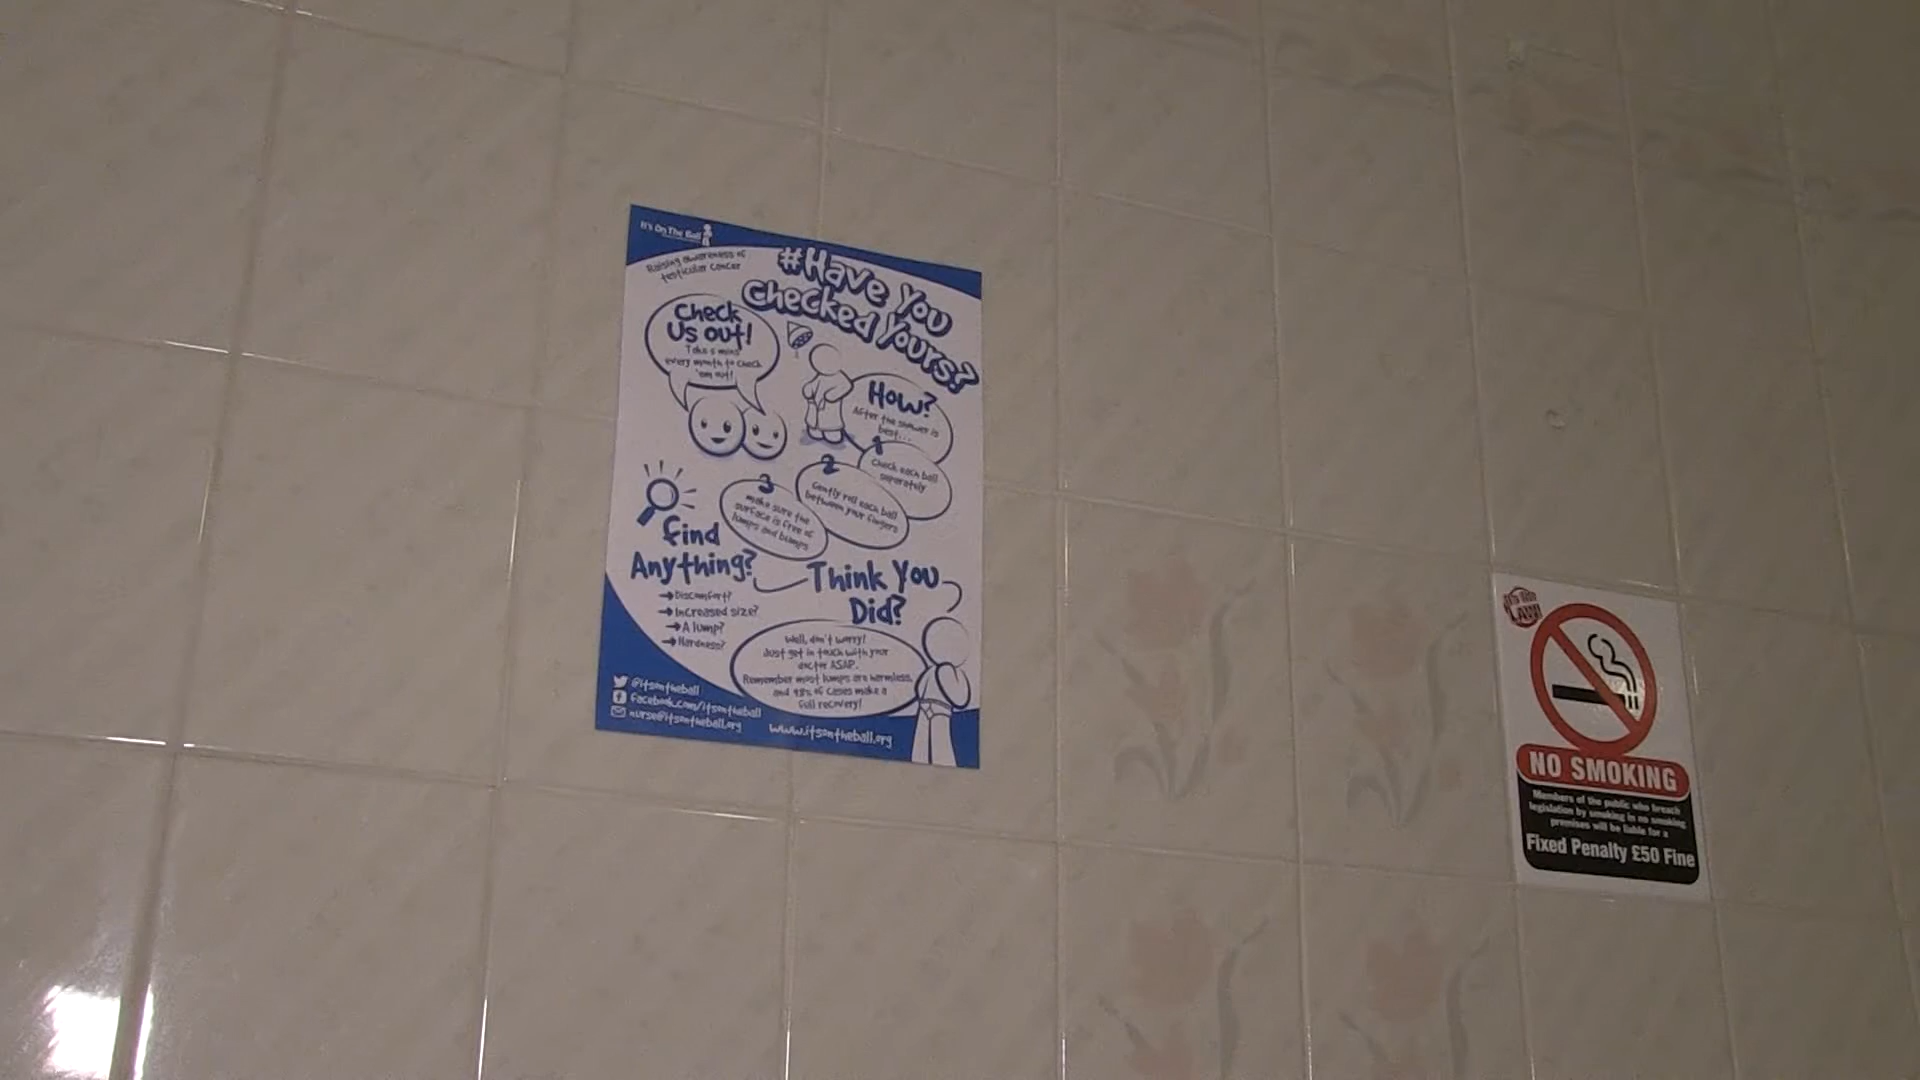 It's On The Ball
Raising awareness of
testicular cancer
#Have You
Checked Yours?
Check
Us out!
Take 5 mins
every month to check
'em out!
How?
After the shower is
best...
1
Check each ball
separately
2
Gently roll each ball
between your fingers
3
make sure the
surface is free of
lumps and bumps
find
Anything?
→Discomfort?
→Increased size?
→A lump?
→Hardness?
Think You
Did?
Well, don't worry!
Just get in touch with your
doctor ASAP.
Remember most lumps are harmless,
and 98% of cases make a
full recovery!
@itsontheball
facebook.com/itsontheball
nurse@itsontheball.org
www.itsontheball.org
IT'S THE
LAW!
NO SMOKING
Members of the public who breach
legislation by smoking in no smoking
premises will be liable for a
Fixed Penalty £50 Fine